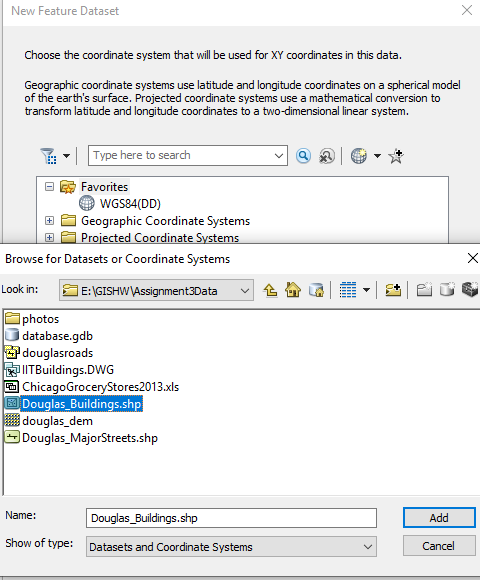 New Feature Dataset
Choose the coordinate system that will be used for XY coordinates in this data.
Geographic coordinate systems use latitude and longitude coordinates on a spherical model
of the earth's surface. Projected coordinate systems use a mathematical conversion to
transform latitude and longitude coordinates to a two-dimensional linear system.
Type here to search
Favorites
WGS84(DD)
Geographic Coordinate Systems
Projected Coordinate Systems
Browse for Datasets or Coordinate Systems
Look in: E:\GISHW\Assignment3Data
photos
database.gdb
douglasroads
IITBuildings.DWG
ChicagoGroceryStores2013.xls
Douglas_Buildings.shp
douglas_dem
Douglas_MajorStreets.shp
Name: Douglas_Buildings.shp Add
Show of type: Datasets and Coordinate Systems Cancel